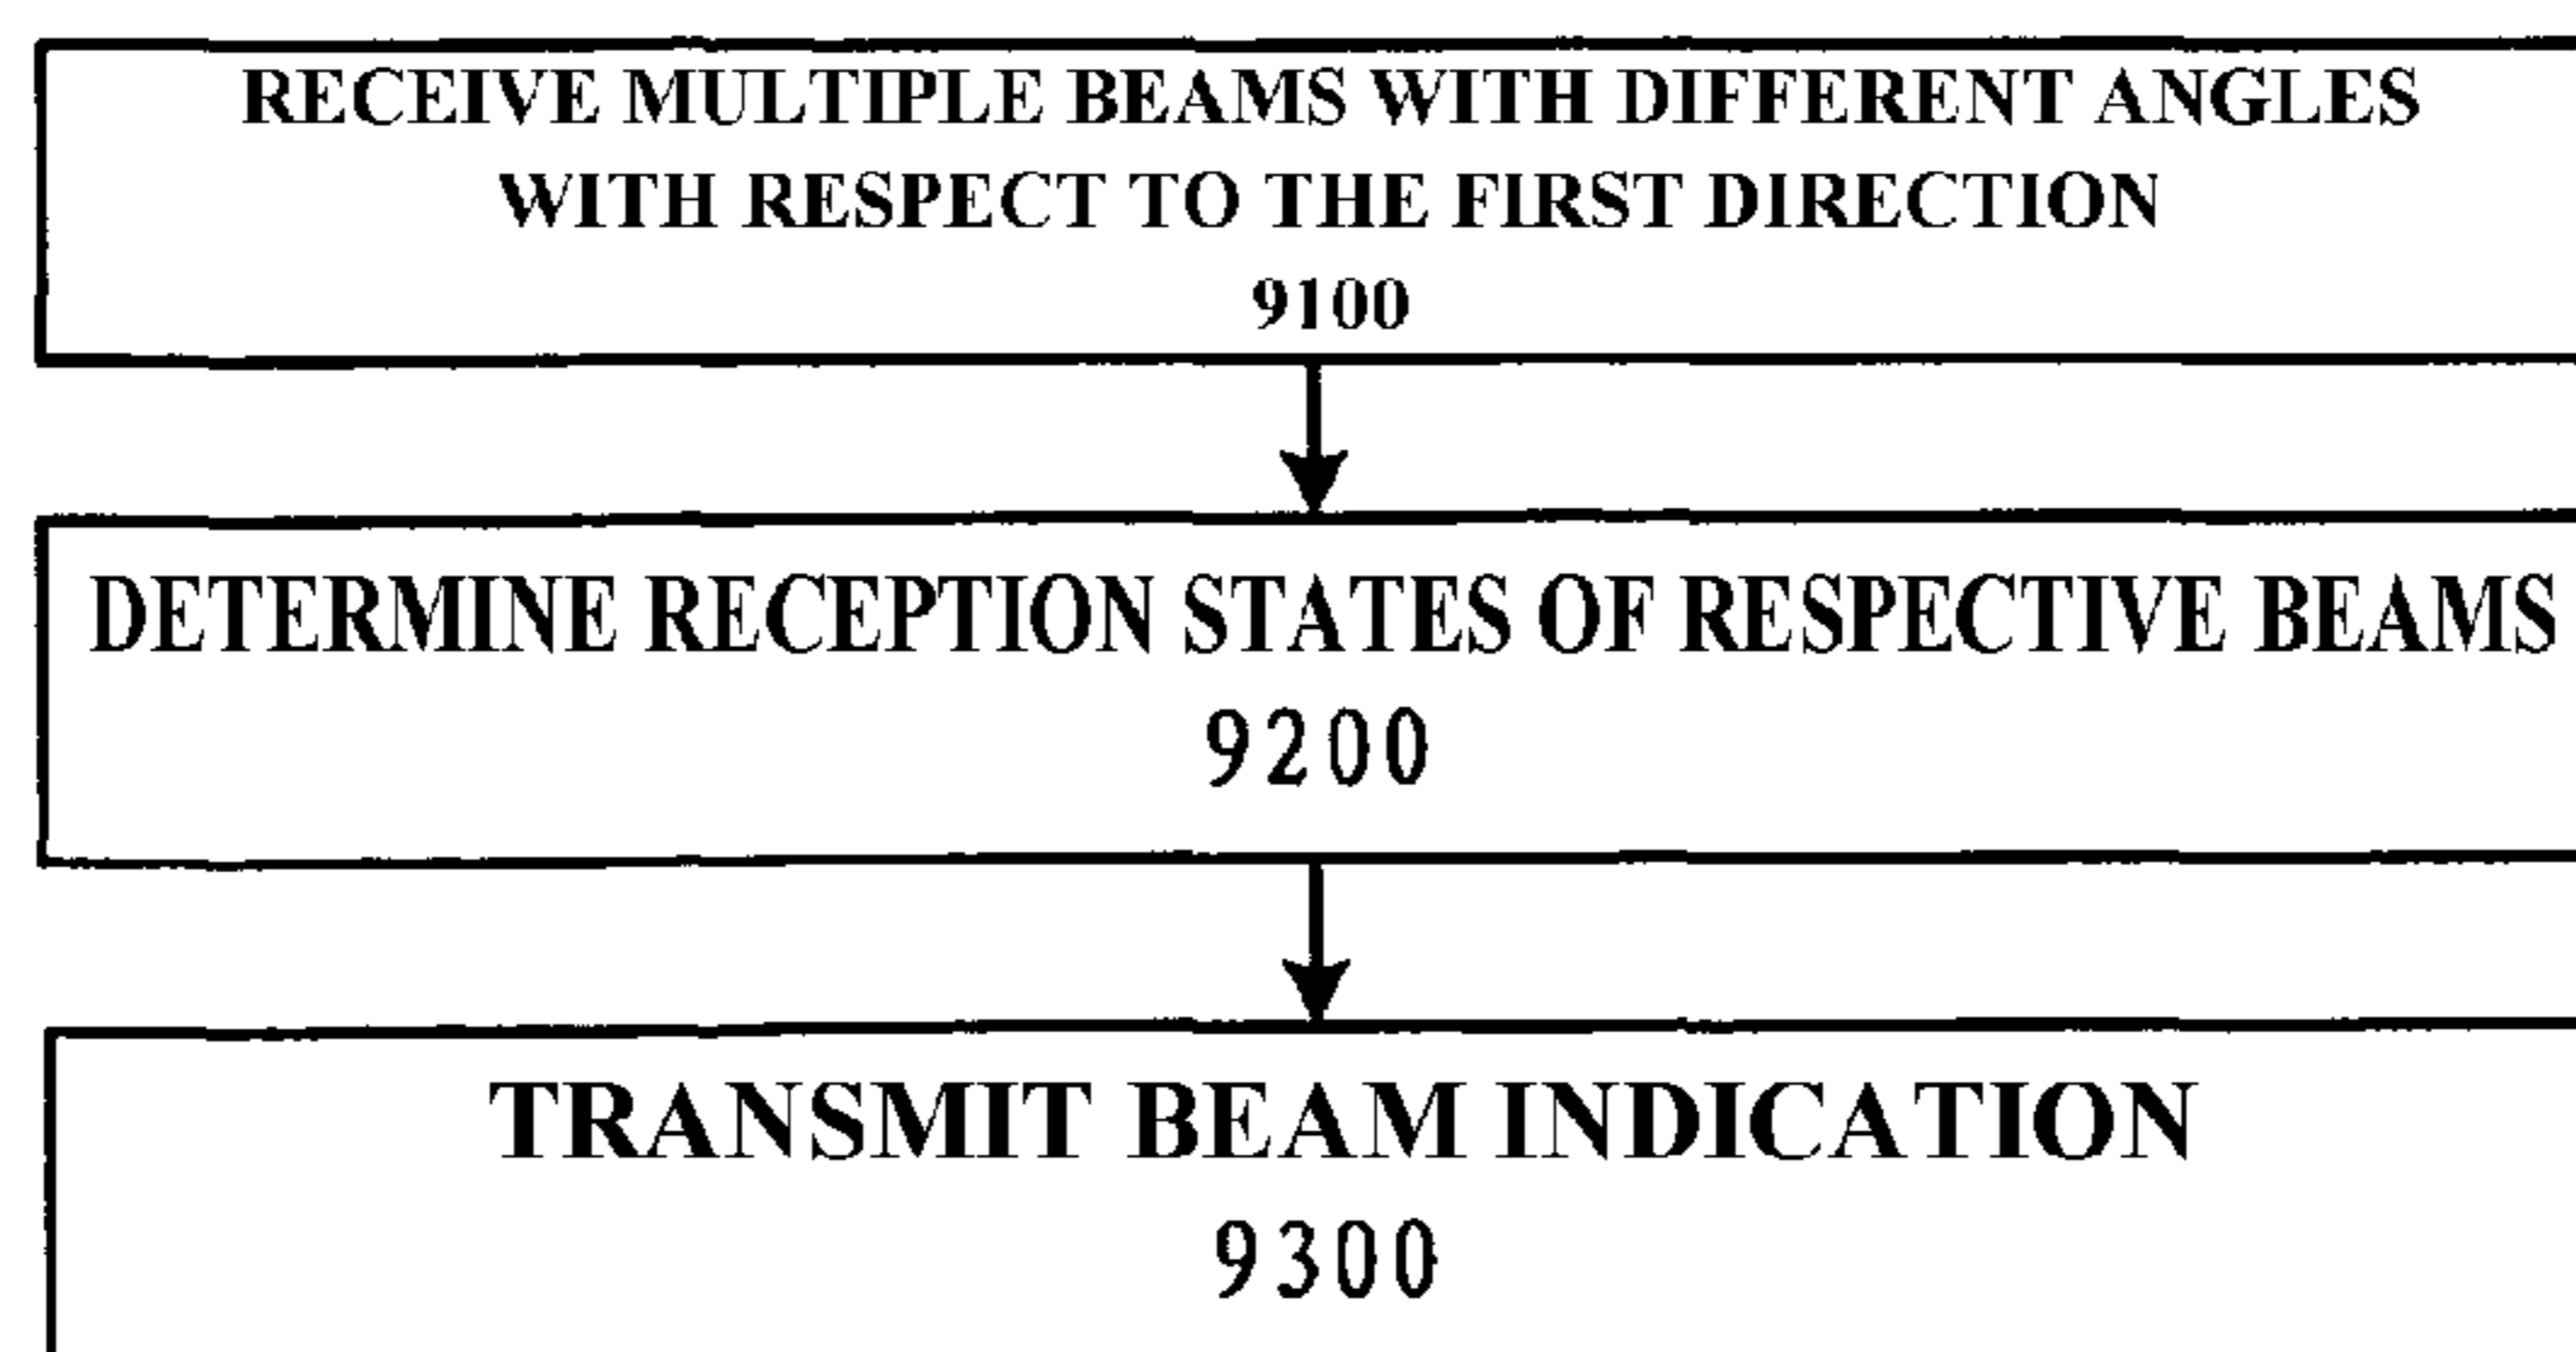 RECEIVE MULTIPLE BEAMS WITH DIFFERENT ANGLES
WITH RESPECT TO THE FIRST DIRECTION
9100
DETERMINE RECEPTION STATES OF RESPECTIVE BEAMS
9200
TRANSMIT BEAM INDICATION
9300